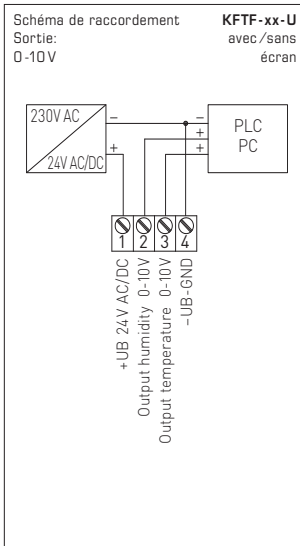 Schéma de raccordement KFTF-xx-U
Sortie: avec/sans
0-10 V écran
230V AC
24V AC/DC
–
+
–
+
+
PLC
PC
1 2 3 4
+UB 24V AC/DC
Output humidity 0-10V
Output temperature 0-10V
–UB-GND